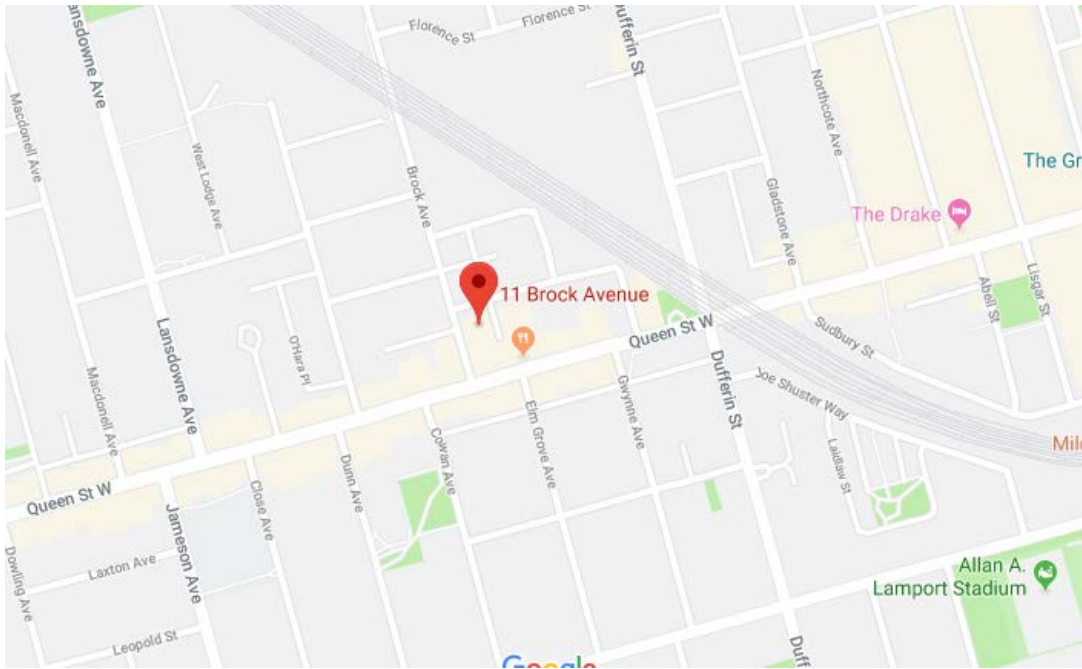 Lansdowne Ave
Florence St
Florence St
Dufferin St
Macdonell Ave
West Lodge Ave
Brock Ave
Northcote Ave
Gladstone Ave
The Gr
The Drake
11 Brock Avenue
Abell St
Lisgar St
Lansdowne Ave
O'Hara Pl
Queen St W
Sudbury St
Macdonell Ave
Dufferin St
Joe Shuster Way
Gwynne Ave
Elm Grove Ave
Cowan Ave
Dunn Ave
Laidlaw St
Mild
Queen St W
Close Ave
Jameson Ave
Dowling Ave
Laxton Ave
Allan A.
Lamport Stadium
Leopold St
Google
Duff